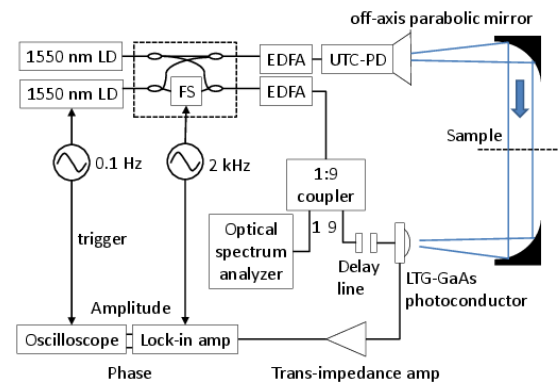 off-axis parabolic mirror
1550 nm LD
EDFA
UTC-PD
1550 nm LD
FS
EDFA
Sample
0.1 Hz
2 kHz
1:9
coupler
trigger
Optical
spectrum
analyzer
1 9
Delay
line
LTG-GaAs
photoconductor
Amplitude
Oscilloscope
Lock-in amp
Phase
Trans-impedance amp